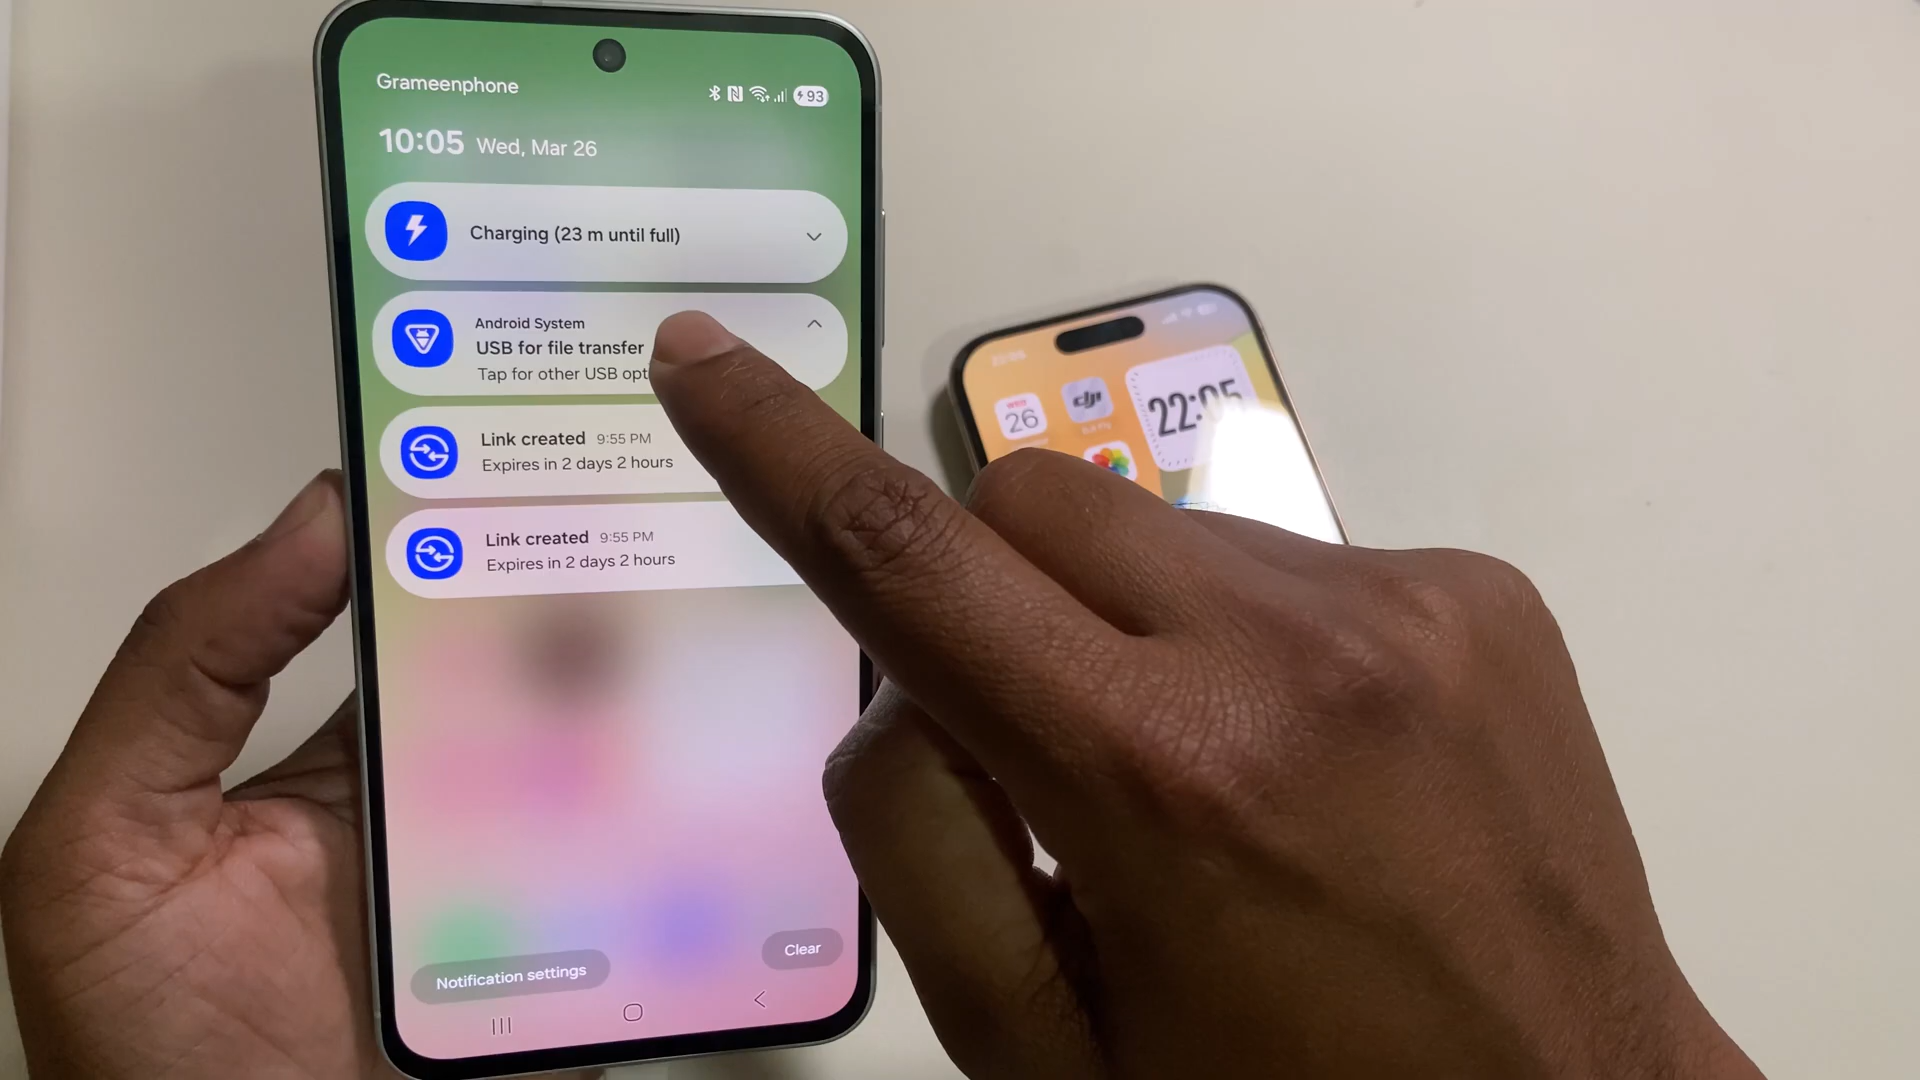 Grameenphone
93
10:05 Wed, Mar 26
Charging (23 m until full)
Android System
USB for file transfer
Tap for other USB
Link created 9:55 PM
Expires in 2 days 2 hours
Link created 9:55 PM
Expires in 2 days 2 hours
Notification settings
Clear
WED
26
dji
22:05